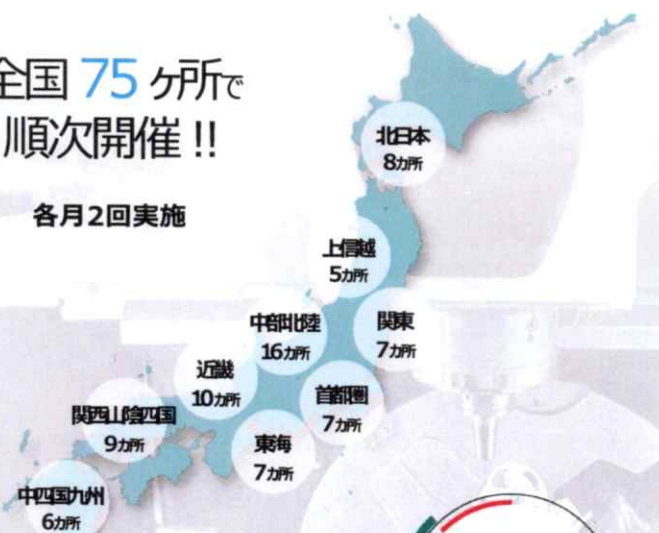 全国 75 ヶ所で
順次開催 !!
各月2回実施
北日本
8カ所
上信越
5カ所
中部北陸
16カ所
関東
7カ所
近畿
10カ所
首都圏
7カ所
関西山陰四国
9カ所
東海
7カ所
中四国九州
6カ所